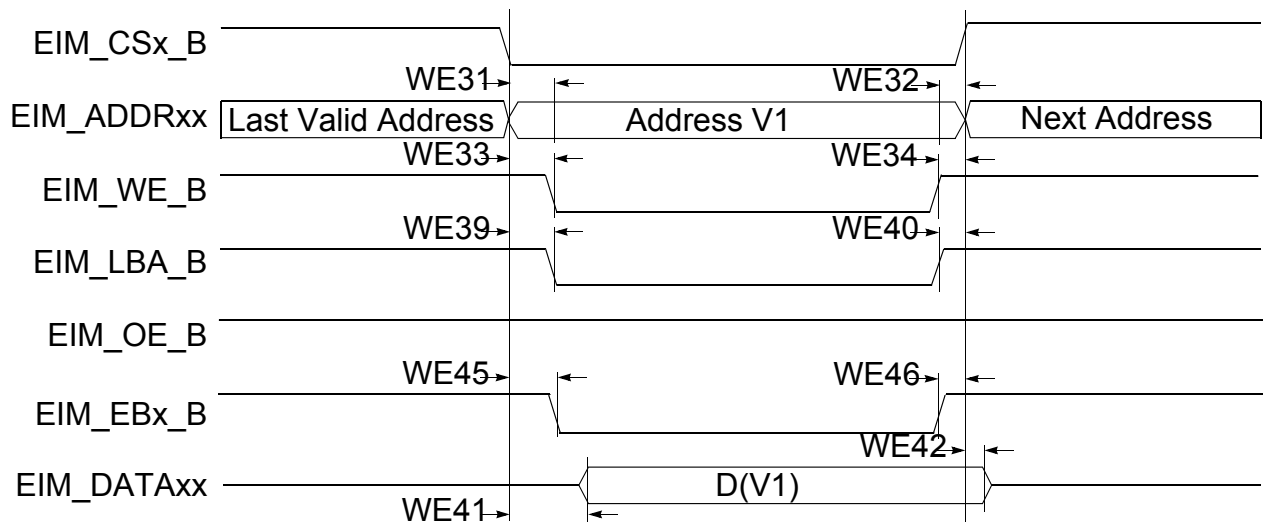 EIM_CSx_B
WE31 WE32
EIM_ADDRxx Last Valid Address Address V1 Next Address
WE33 WE34
EIM_WE_B
WE39 WE40
EIM_LBA_B
EIM_OE_B
WE45 WE46
EIM_EBx_B
WE42
EIM_DATAxx D(V1)
WE41